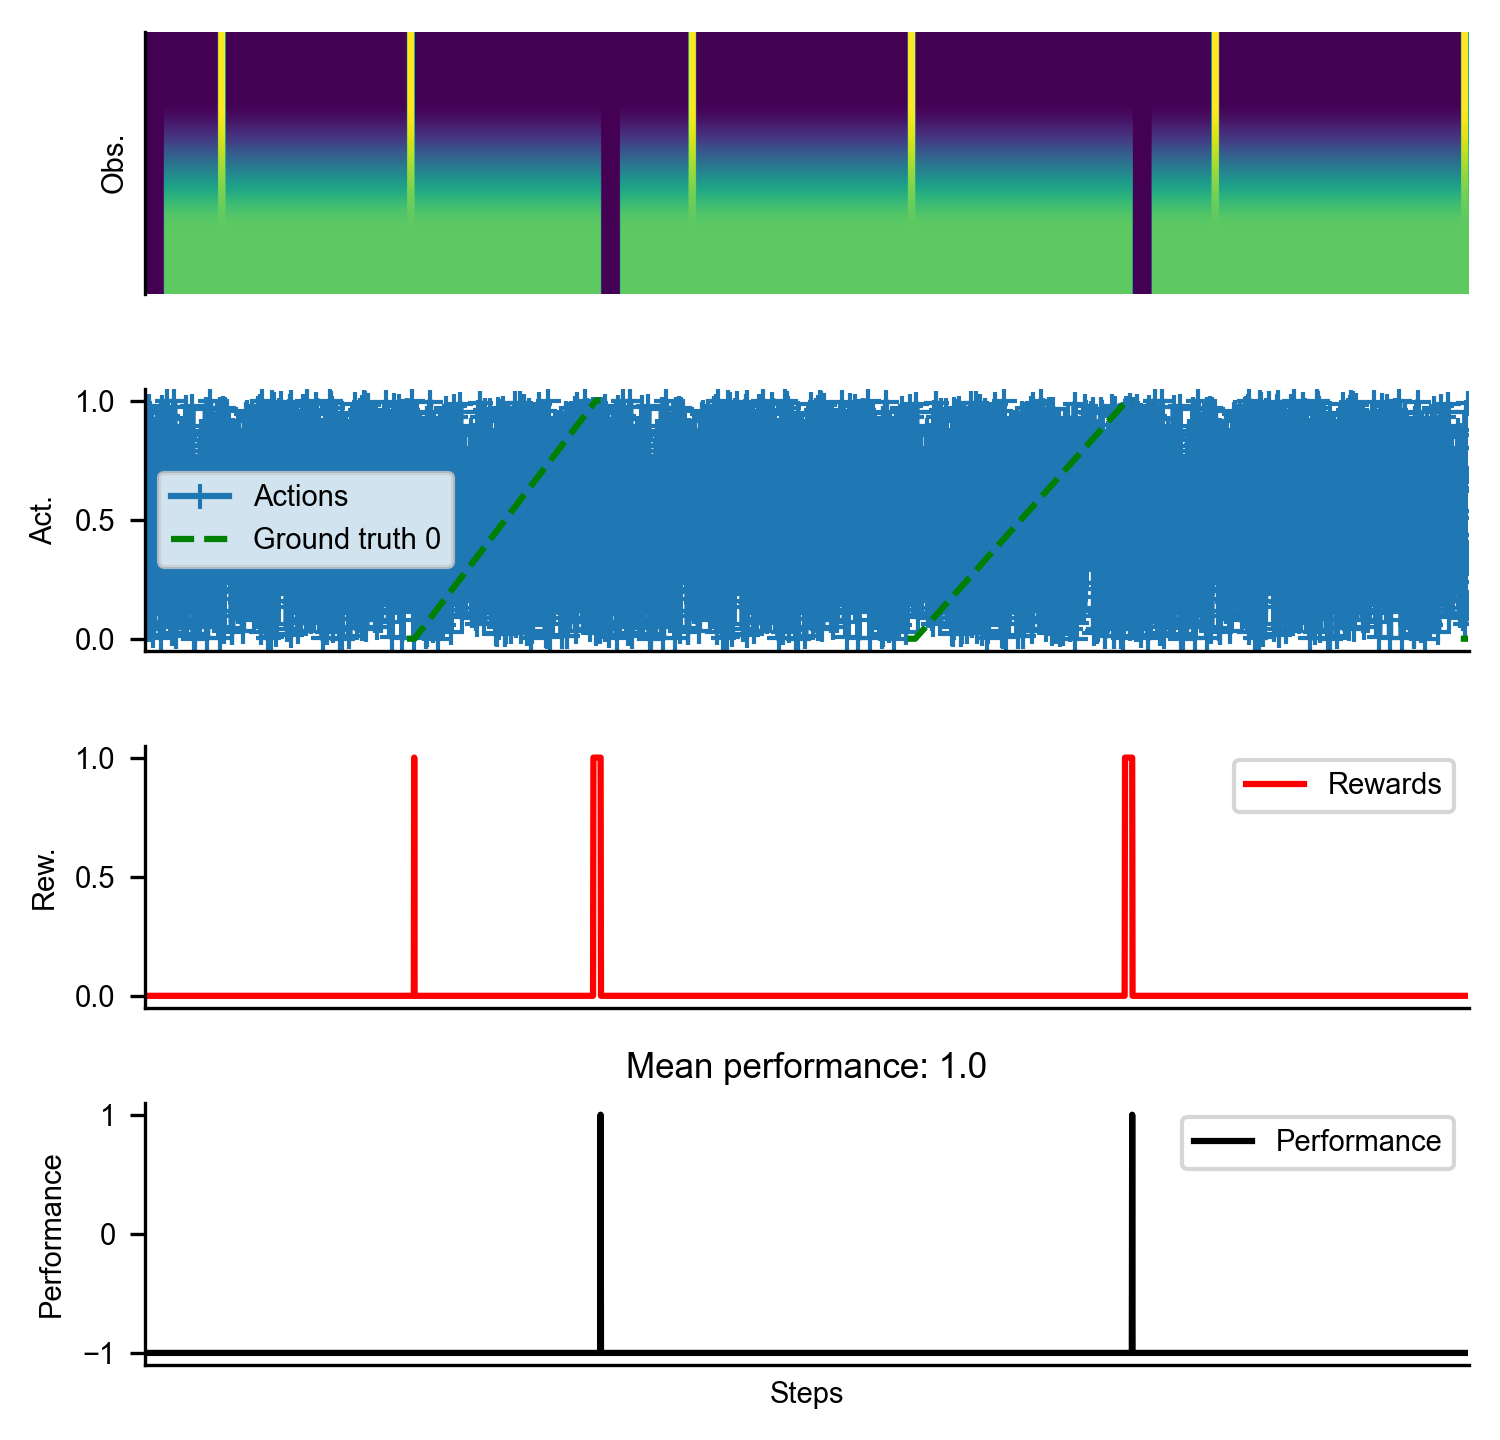 Obs.
Act.
1.0
0.5
0.0
Actions
Ground truth 0
Rew.
1.0
0.5
0.0
Rewards
Mean performance: 1.0
Performance
1
0
−1
Performance
Steps